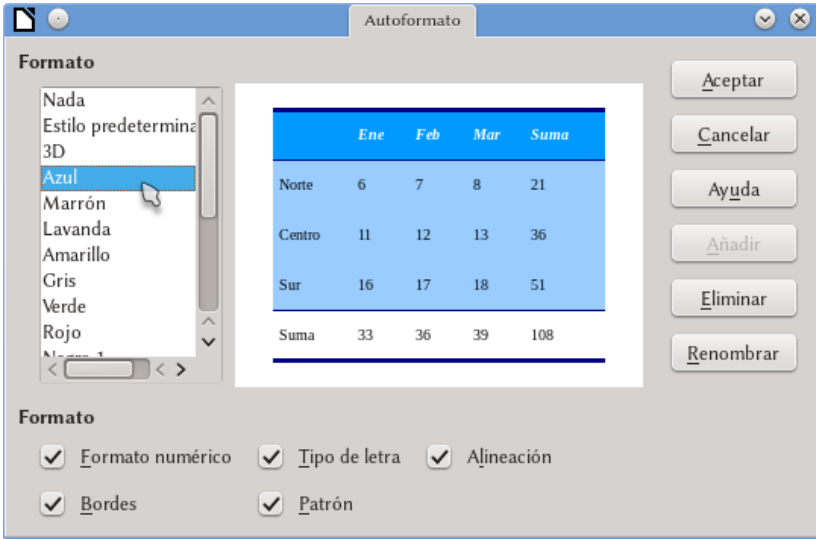 Autoformato
Formato
Nada
Estilo predetermina
3D
Azul
Marrón
Lavanda
Amarillo
Gris
Verde
Rojo
Negro 1
Ene Feb Mar Suma
Norte 6 7 8 21
Centro 11 12 13 36
Sur 16 17 18 51
Suma 33 36 39 108
Aceptar
Cancelar
Ayuda
Añadir
Eliminar
Renombrar
Formato
Formato numérico Tipo de letra Alineación
Bordes Patrón